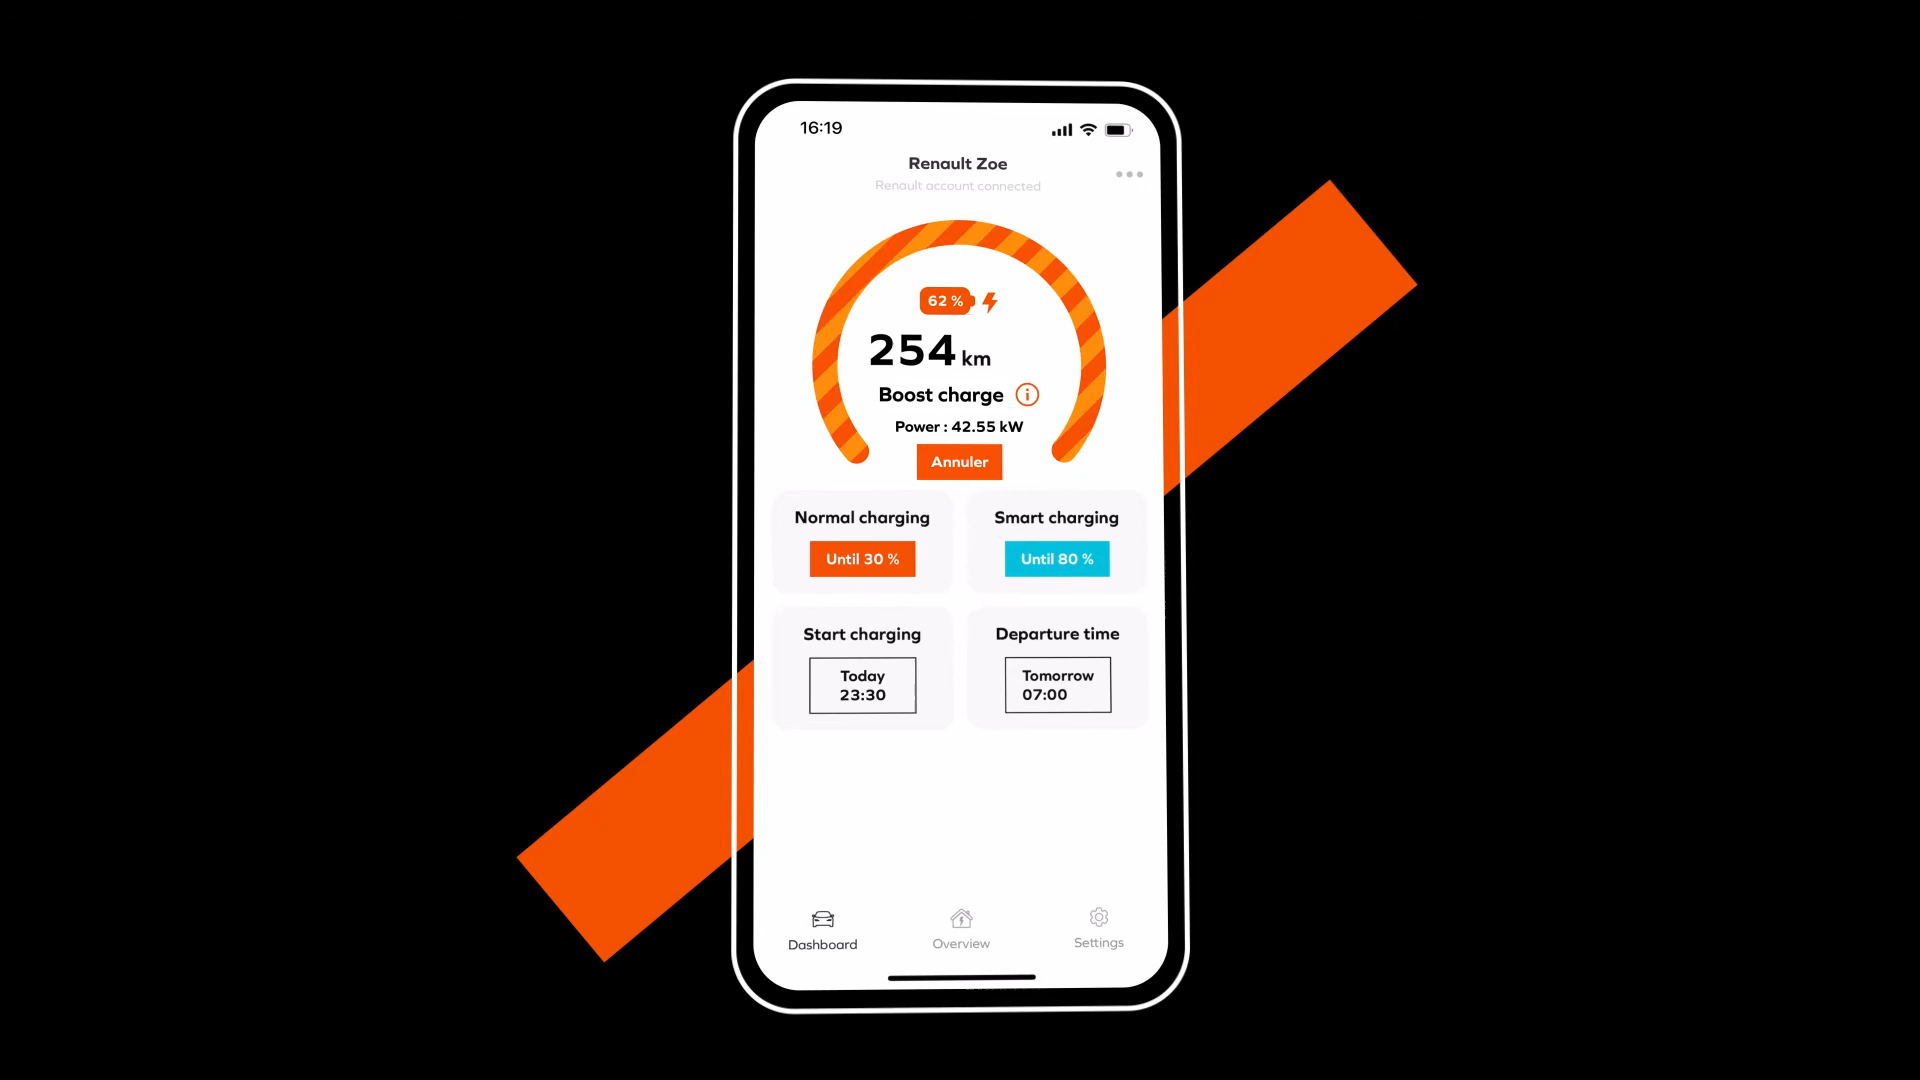 16:19
Renault Zoe
Renault account connected
62 %
254 km
Boost charge
Power : 42.55 kW
Annuler
Normal charging
Until 30 %
Smart charging
Until 80 %
Start charging
Today
23:30
Departure time
Tomorrow
07:00
Dashboard
Overview
Settings